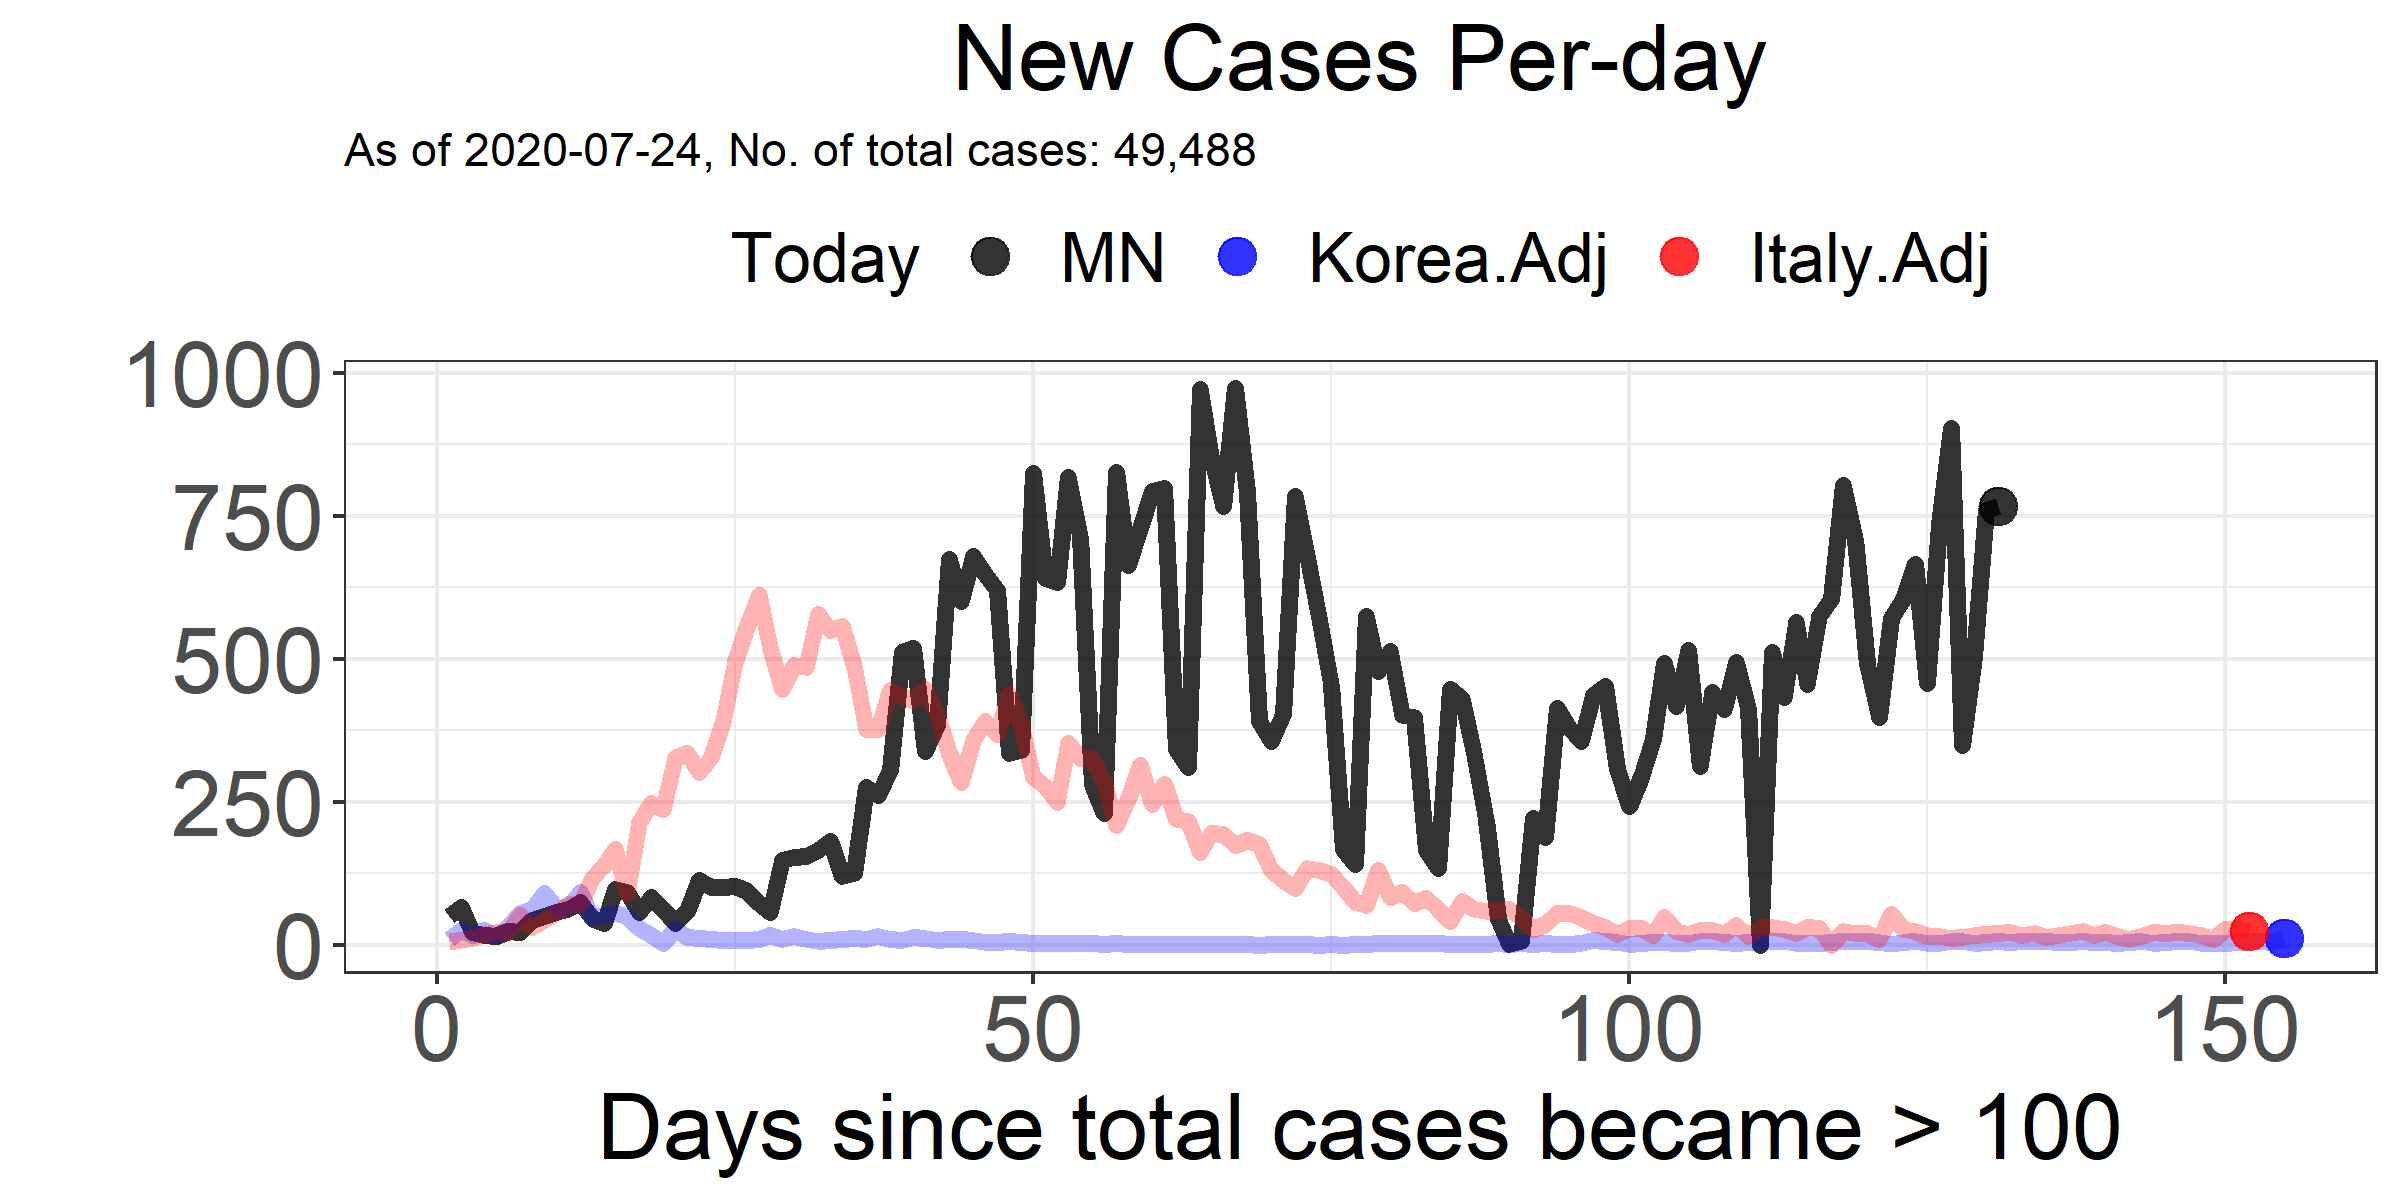 New Cases Per-day
As of 2020-07-24, No. of total cases: 49,488
Today MN Korea.Adj Italy.Adj
1000
750
500
250
0
0 50 100 150
Days since total cases became > 100